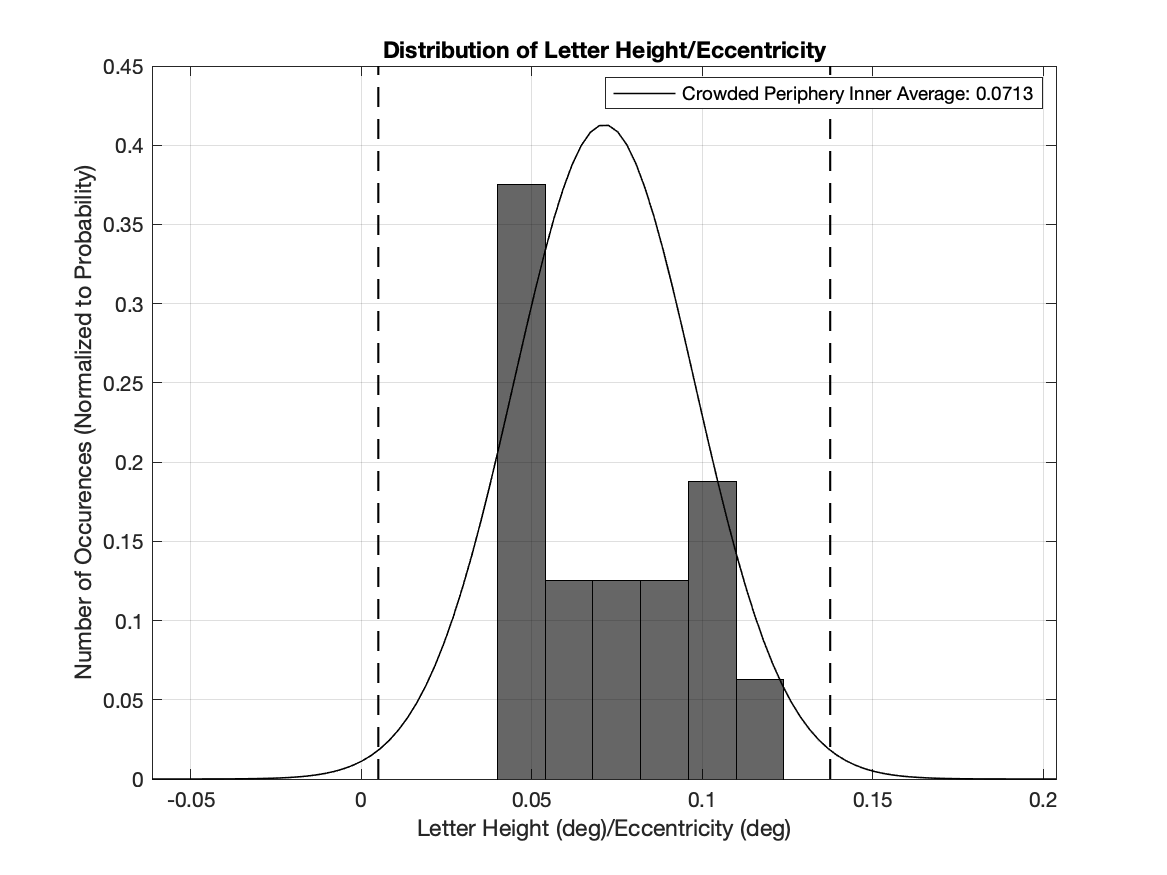 Distribution of Letter Height/Eccentricity
Crowded Periphery Inner Average: 0.0713
Number of Occurences (Normalized to Probability)
0.45
0.4
0.35
0.3
0.25
0.2
0.15
0.1
0.05
0
-0.05 0 0.05 0.1 0.15 0.2
Letter Height (deg)/Eccentricity (deg)